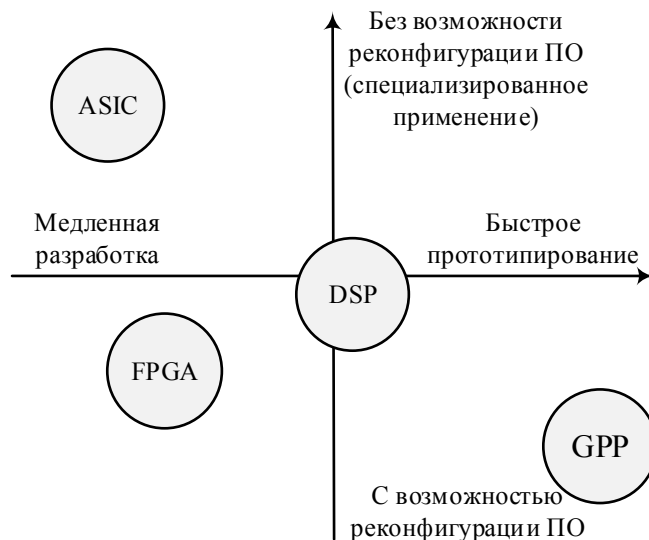 Без возможности
реконфигурации ПО
(специализированное
применение)
ASIC
Медленная
разработка
Быстрое
прототипирование
DSP
FPGA
GPP
С возможностью
реконфигурации ПО